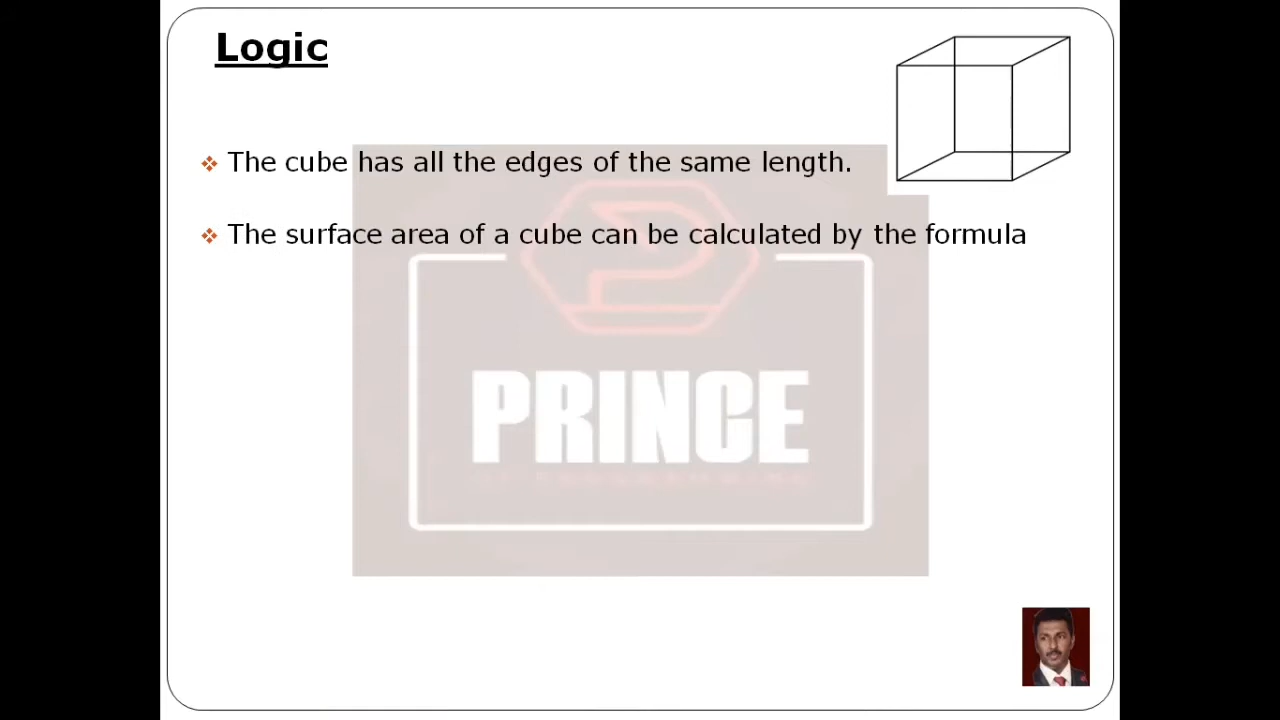 Logic
The cube has all the edges of the same length.
The surface area of a cube can be calculated by the formula
PRINCE